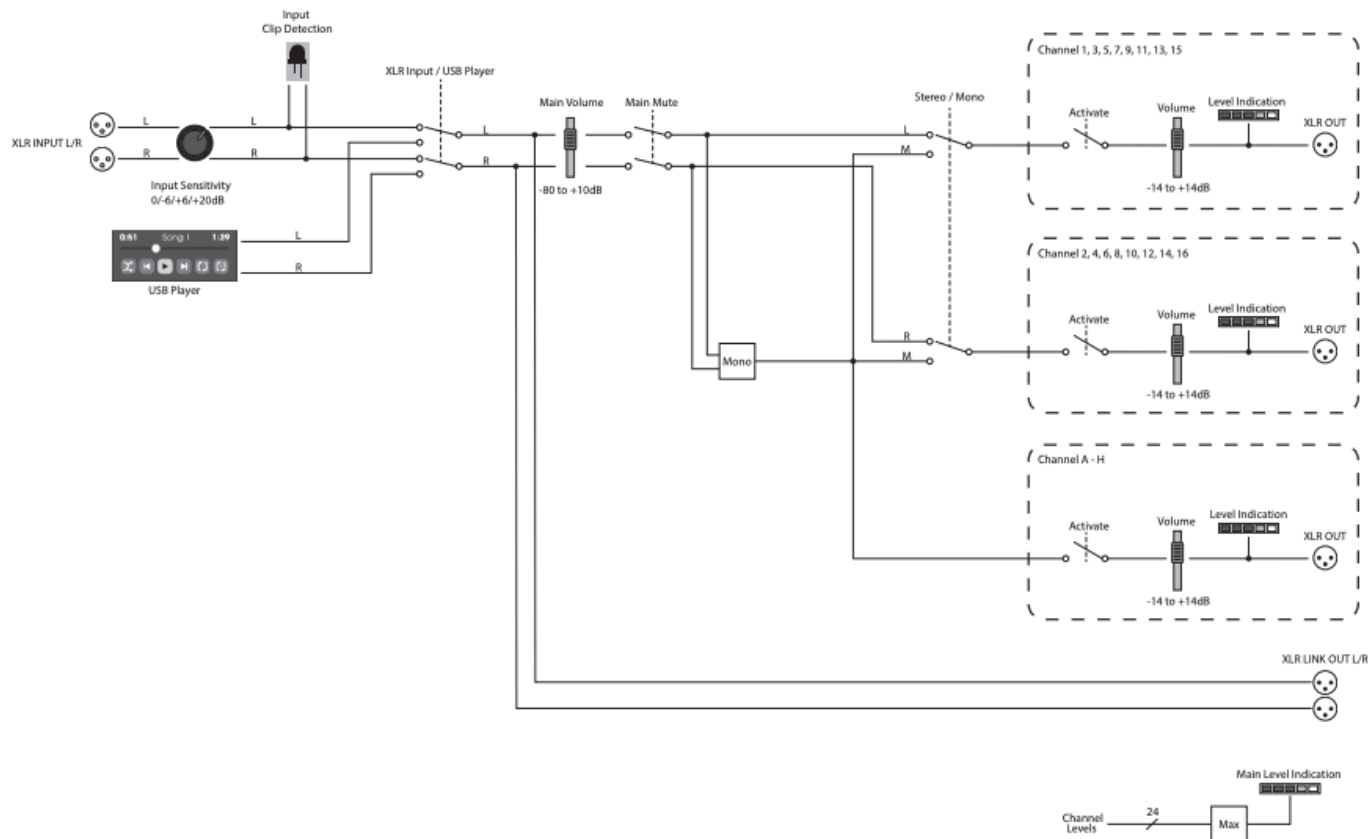 Input
Clip Detection
XLR Input / USB Player
Main Volume
Main Mute
Stereo / Mono
Channel 1, 3, 5, 7, 9, 11, 13, 15
Activate
Volume
Level Indication
XLR OUT
-14 to +14dB
XLR INPUT L/R
L
L
R
R
Input Sensitivity
0/-6/+6/+20dB
L
R
-80 to +10dB
L
M
0:51 Song 1 1:39
USB Player
L
R
Channel 2, 4, 6, 8, 10, 12, 14, 16
Activate
Volume
Level Indication
XLR OUT
-14 to +14dB
R
M
Mono
Channel A - H
Activate
Volume
Level Indication
XLR OUT
-14 to +14dB
XLR LINK OUT L/R
Main Level Indication
Channel
Levels
24
Max